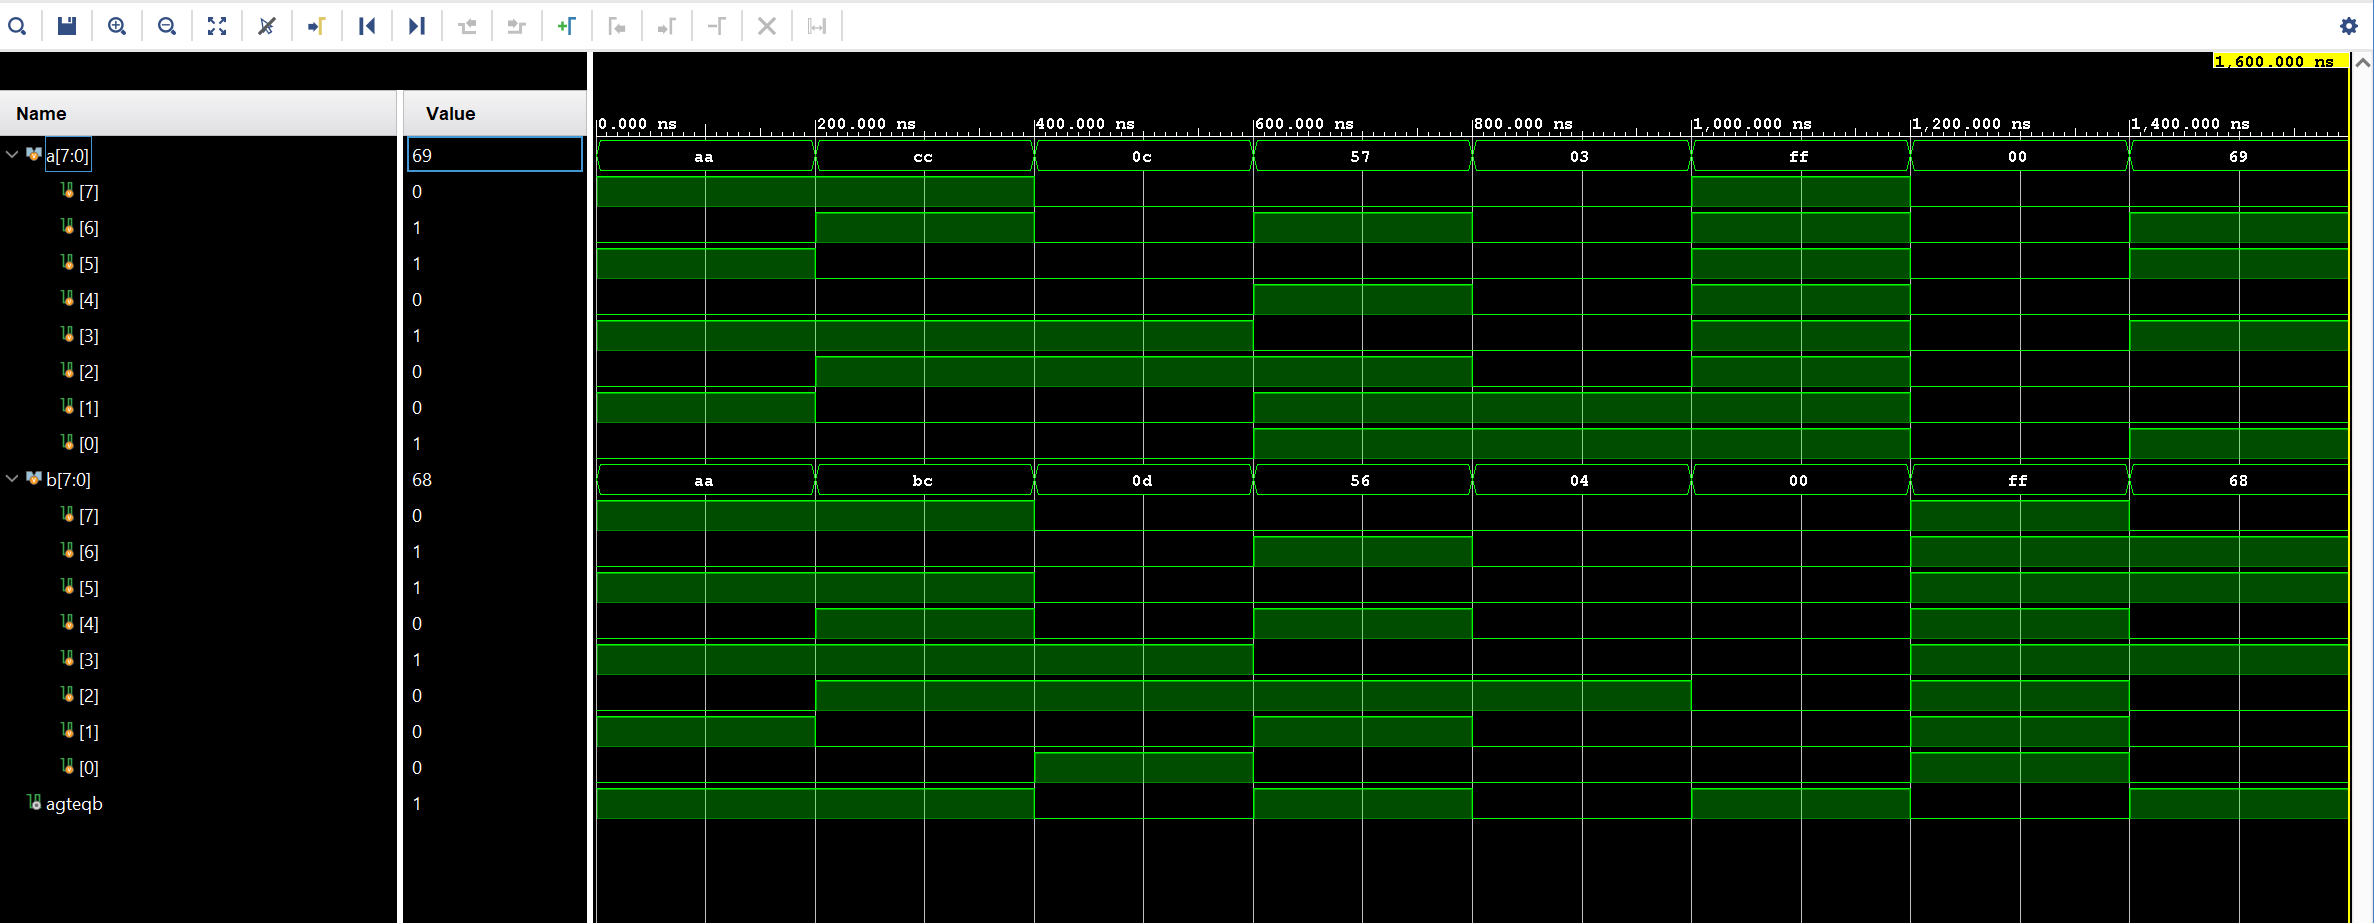 1,600.000 ns
Name Value
0.000 ns 200.000 ns 400.000 ns 600.000 ns 800.000 ns 1,000.000 ns 1,200.000 ns 1,400.000 ns
a[7:0] 69 aa cc 0c 57 03 ff 00 69
[7] 0
[6] 1
[5] 1
[4] 0
[3] 1
[2] 0
[1] 0
[0] 1
b[7:0] 68 aa bc 0d 56 04 00 ff 68
[7] 0
[6] 1
[5] 1
[4] 0
[3] 1
[2] 0
[1] 0
[0] 0
agteqb 1